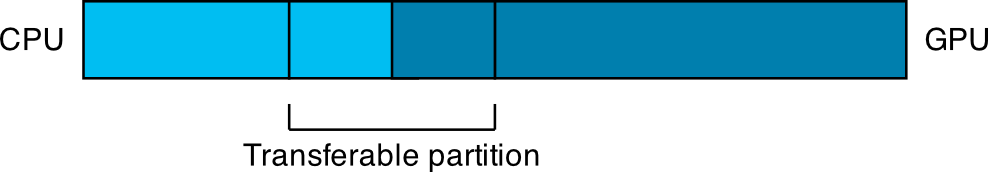 CPU
GPU
Transferable partition